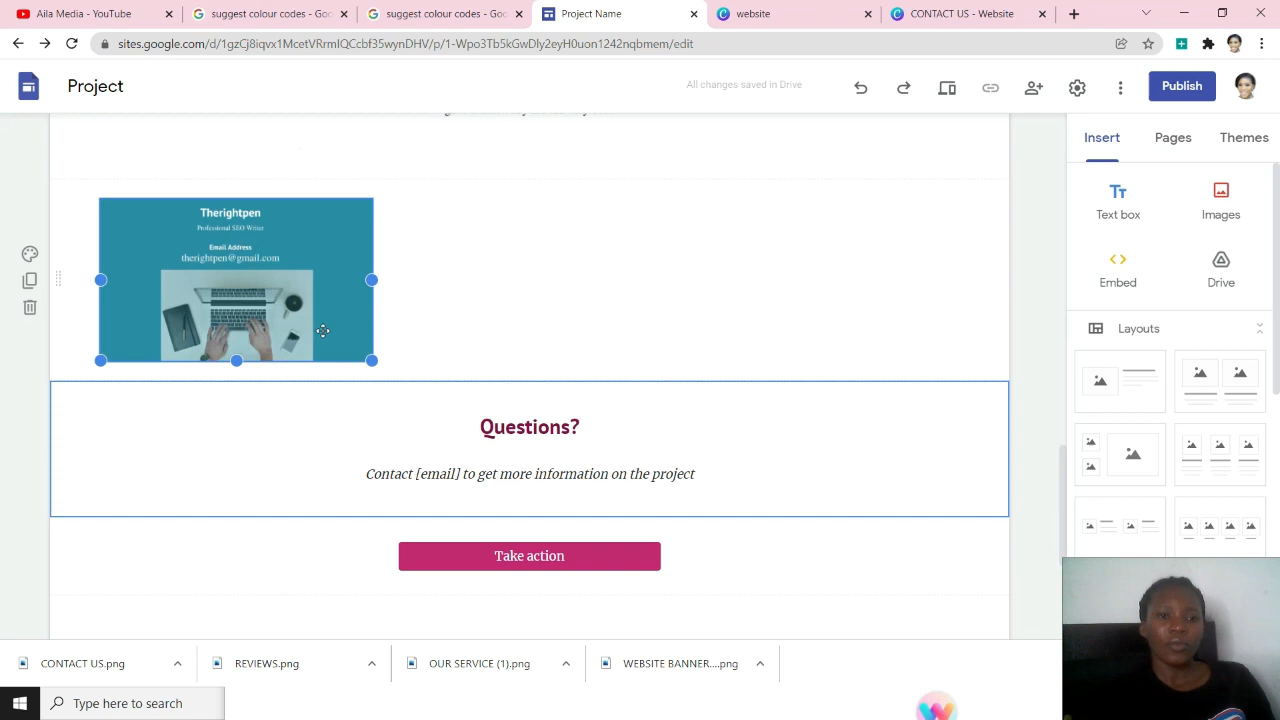 Aila Media - YouTube
suggest colour codes - Goo
suggest colour codes - Goo
Project Name
website
CONTACT US - Website
sites.google.com/d/1gzCj8iqvx1McetVRrmIQCcbf35wynDHV/p/1-WpdsTb5kGwDly2eyH0uon1242nqbmem/edit
Project
All changes saved in Drive
Publish
Insert
Pages
Themes
Therightpen
Professional SEO Writer
Email Address
therightpen@gmail.com
Text box
Images
Embed
Drive
Layouts
Questions?
Contact [email] to get more information on the project
Take action
CONTACT US.png
REVIEWS.png
OUR SERVICE (1).png
WEBSITE BANNER....png
Type here to search